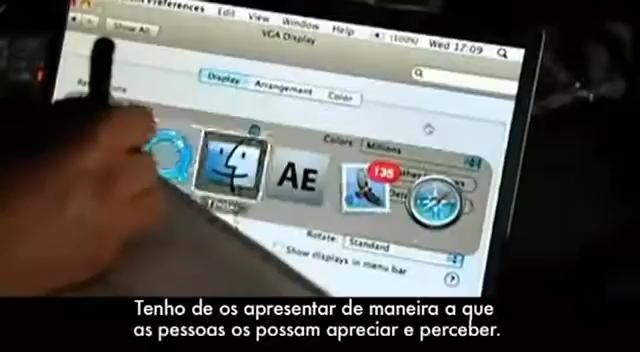 Preferences Edit View Window Help (100%) Wed 17:09
Show All
VGA Display
Display Arrangement Color
Colors: Millions
AE
135
Rotate: Standard
Show displays in menu bar
?
Tenho de os apresentar de maneira a que
as pessoas os possam apreciar e perceber.